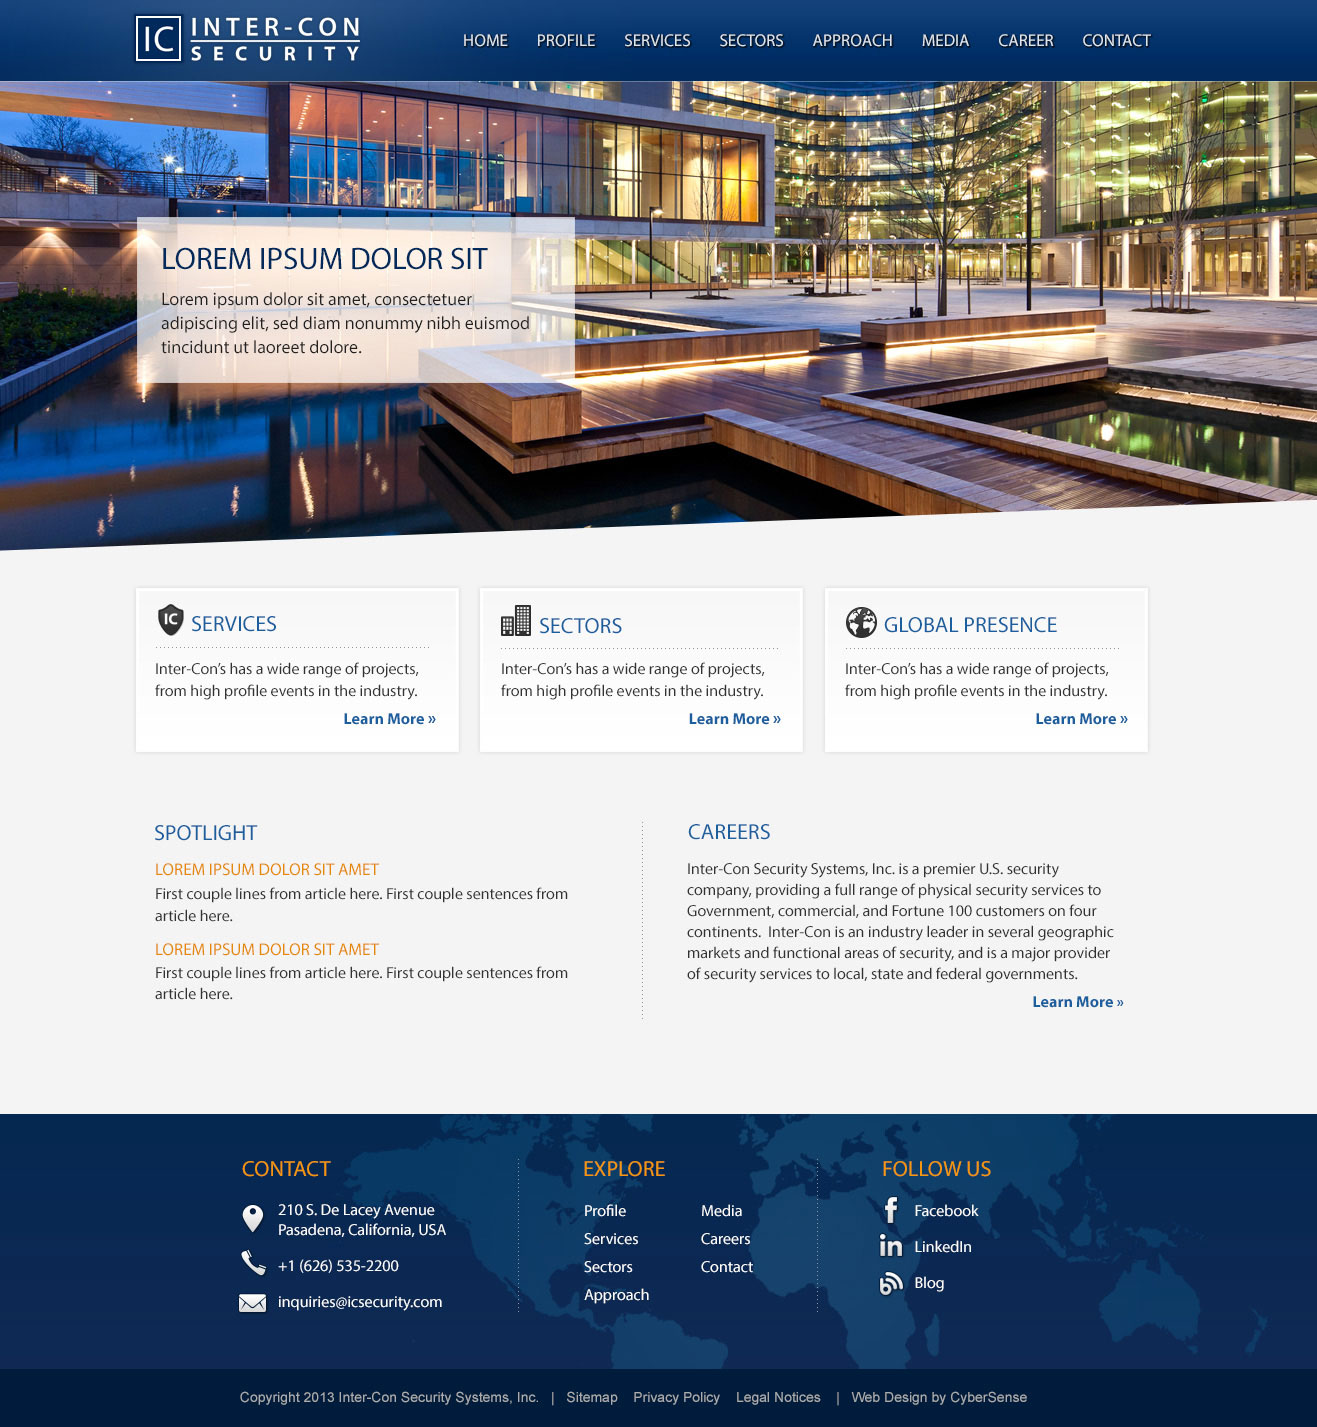 IC INTER-CON
SECURITY
HOME PROFILE SERVICES SECTORS APPROACH MEDIA CAREER CONTACT
LOREM IPSUM DOLOR SIT
Lorem ipsum dolor sit amet, consectetuer
adipiscing elit, sed diam nonummy nibh euismod
tincidunt ut laoreet dolore.
IC SERVICES
Inter-Con's has a wide range of projects,
from high profile events in the industry.
Learn More »
SECTORS
Inter-Con's has a wide range of projects,
from high profile events in the industry.
Learn More »
GLOBAL PRESENCE
Inter-Con's has a wide range of projects,
from high profile events in the industry.
Learn More »
SPOTLIGHT
LOREM IPSUM DOLOR SIT AMET
First couple lines from article here. First couple sentences from
article here.
LOREM IPSUM DOLOR SIT AMET
First couple lines from article here. First couple sentences from
article here.
CAREERS
Inter-Con Security Systems, Inc. is a premier U.S. security
company, providing a full range of physical security services to
Government, commercial, and Fortune 100 customers on four
continents. Inter-Con is an industry leader in several geographic
markets and functional areas of security, and is a major provider
of security services to local, state and federal governments.
Learn More »
CONTACT
210 S. De Lacey Avenue
Pasadena, California, USA
+1 (626) 535-2200
inquiries@icsecurity.com
EXPLORE
Profile
Services
Sectors
Approach
Media
Careers
Contact
FOLLOW US
f Facebook
in LinkedIn
Blog
Copyright 2013 Inter-Con Security Systems, Inc. | Sitemap Privacy Policy Legal Notices | Web Design by CyberSense